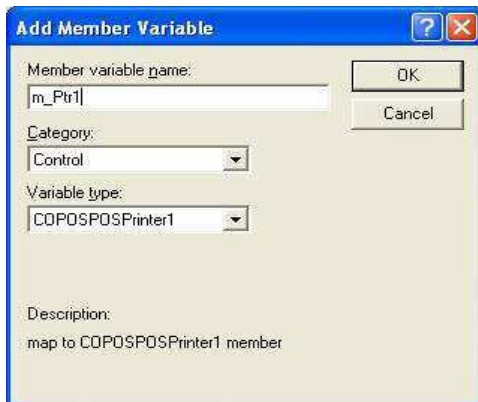 Add Member Variable
Member variable name:
OK
m_Ptr1
Cancel
Category:
Control
Variable type:
COPOSPOSPrinter1
Description:
map to COPOSPOSPrinter1 member